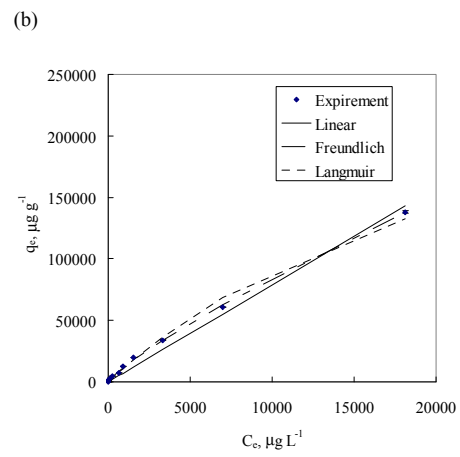 (b)
250000
200000
150000
100000
50000
0
qe, μg g-1
Expirement
Linear
Freundlich
Langmuir
0 5000 10000 15000 20000
Ce, μg L-1